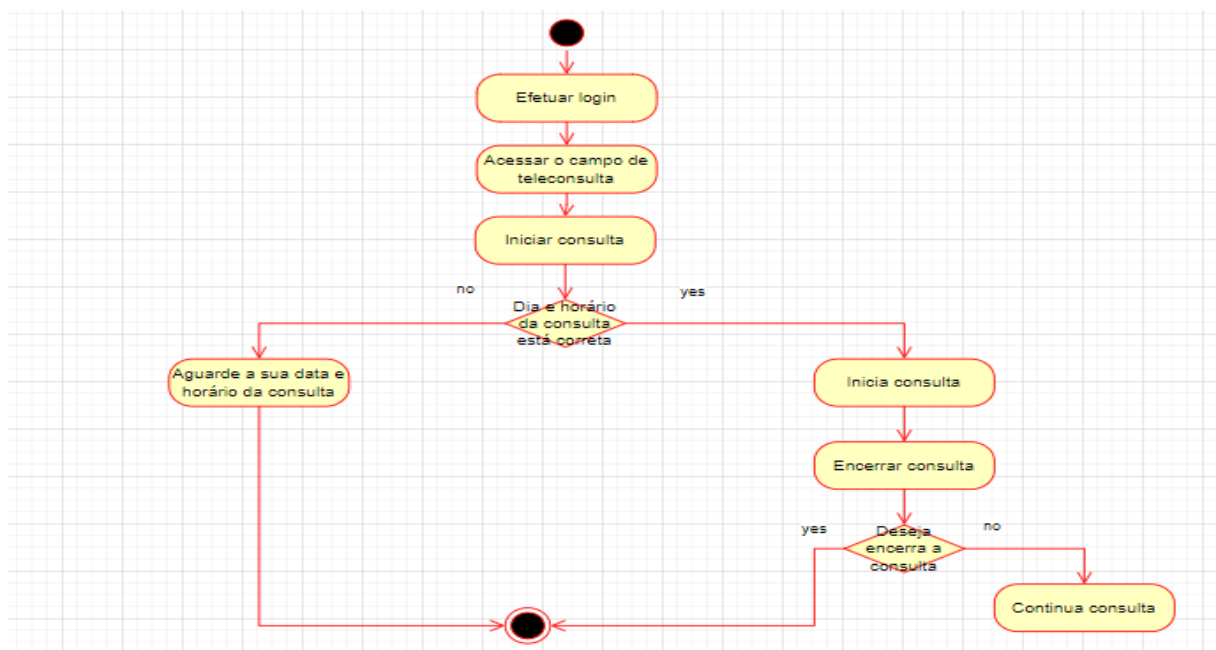 Efetuar login
Acessar o campo de
teleconsulta
Iniciar consulta
no
yes
Dia e horário
da consulta
está correta
Aguarde a sua data e
horário da consulta
Inicia consulta
Encerrar consulta
yes
no
Deseja
encerra a
consulta
Continua consulta